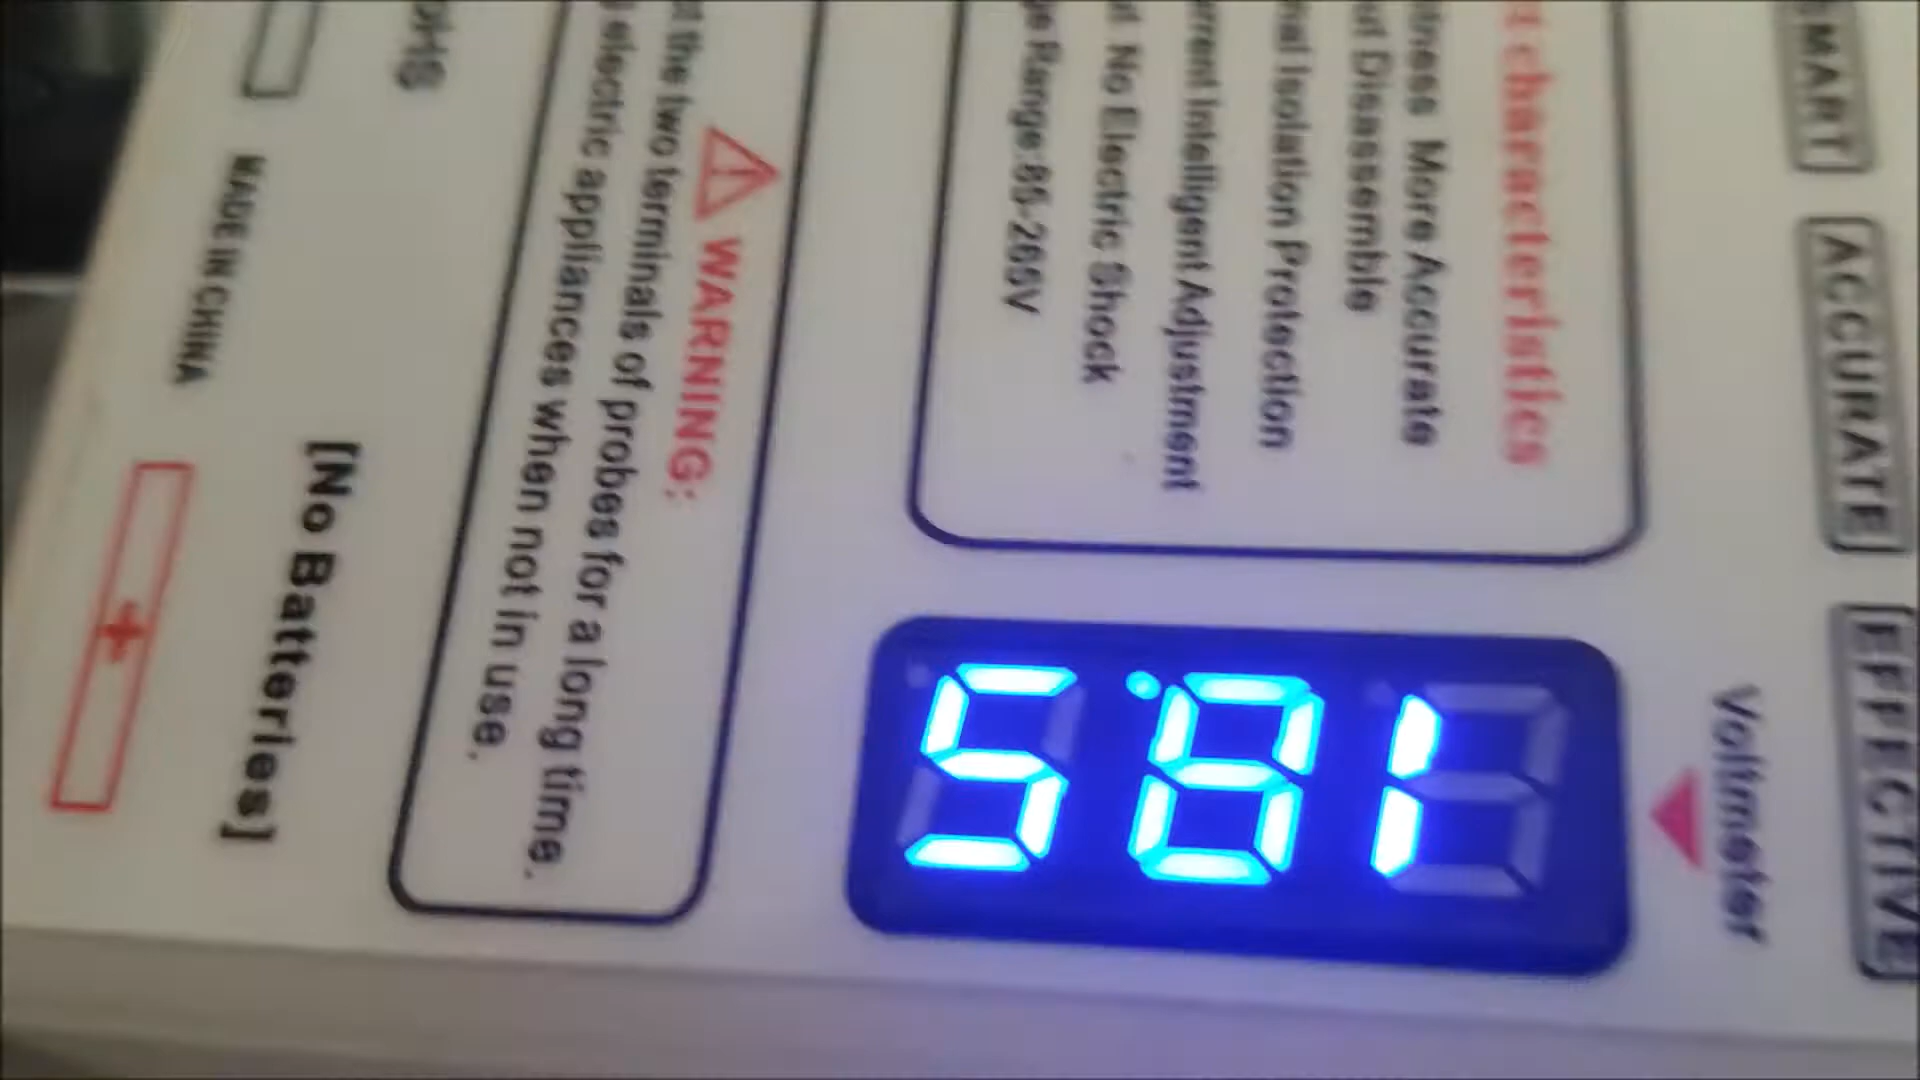 SMART ACCURATE EFFECTIVE
characteristics
More Accurate
Disassemble
Isolation Protection
Intelligent Adjustment
No Electric Shock
Range:85-265V
Voltmeter
18.5
WARNING:
the two terminals of probes for a long time.
electric appliances when not in use.
[No Batteries]
MADE IN CHINA
+